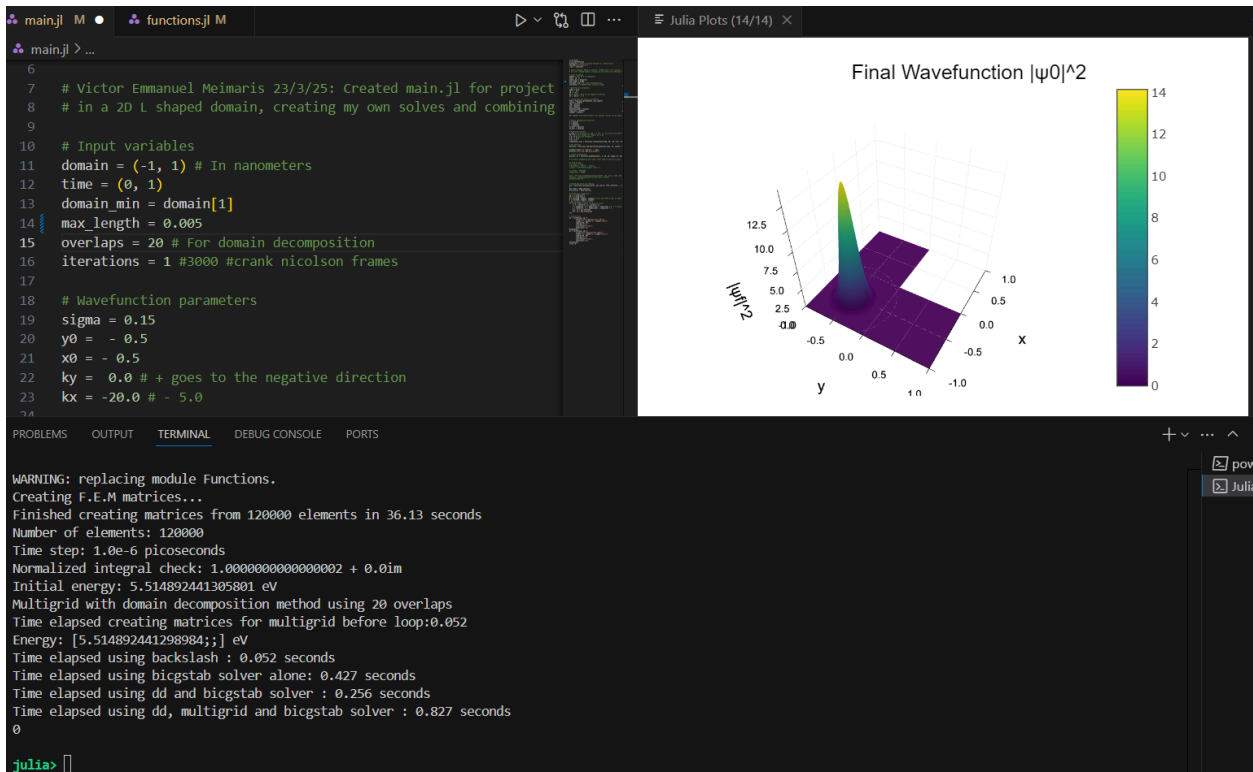 main.jl M
functions.jl M
main.jl > ...
6
7 # Victor Emmanuel Meimaris 23/3/25: Created main.jl for project
8 # in a 2D L shaped domain, creating my own solves and combining
9
10 # Input variables
11 domain = (-1, 1) # In nanometers
12 time = (0, 1)
13 domain_min = domain[1]
14 max_length = 0.005
15 overlaps = 20 # For domain decomposition
16 iterations = 1 #3000 #crank nicolson frames
17
18 # Wavefunction parameters
19 sigma = 0.15
20 y0 = - 0.5
21 x0 = - 0.5
22 ky = 0.0 # + goes to the negative direction
23 kx = -20.0 # - 5.0
24
Julia Plots (14/14)
Final Wavefunction |ψ0|^2
14
12
10
8
6
4
2
0
12.5
10.0
7.5
5.0
2.5
|ψf|^2
-1.0
-0.5
0.0
0.5
1.0
y
1.0
0.5
0.0
-0.5
-1.0
x
PROBLEMS OUTPUT TERMINAL DEBUG CONSOLE PORTS
pow
Julia
WARNING: replacing module Functions.
Creating F.E.M matrices...
Finished creating matrices from 120000 elements in 36.13 seconds
Number of elements: 120000
Time step: 1.0e-6 picoseconds
Normalized integral check: 1.0000000000000002 + 0.0im
Initial energy: 5.514892441305801 eV
Multigrid with domain decomposition method using 20 overlaps
Time elapsed creating matrices for multigrid before loop:0.052
Energy: [5.514892441298984;;] eV
Time elapsed using backslash : 0.052 seconds
Time elapsed using bicgstab solver alone: 0.427 seconds
Time elapsed using dd and bicgstab solver : 0.256 seconds
Time elapsed using dd, multigrid and bicgstab solver : 0.827 seconds
0
julia>